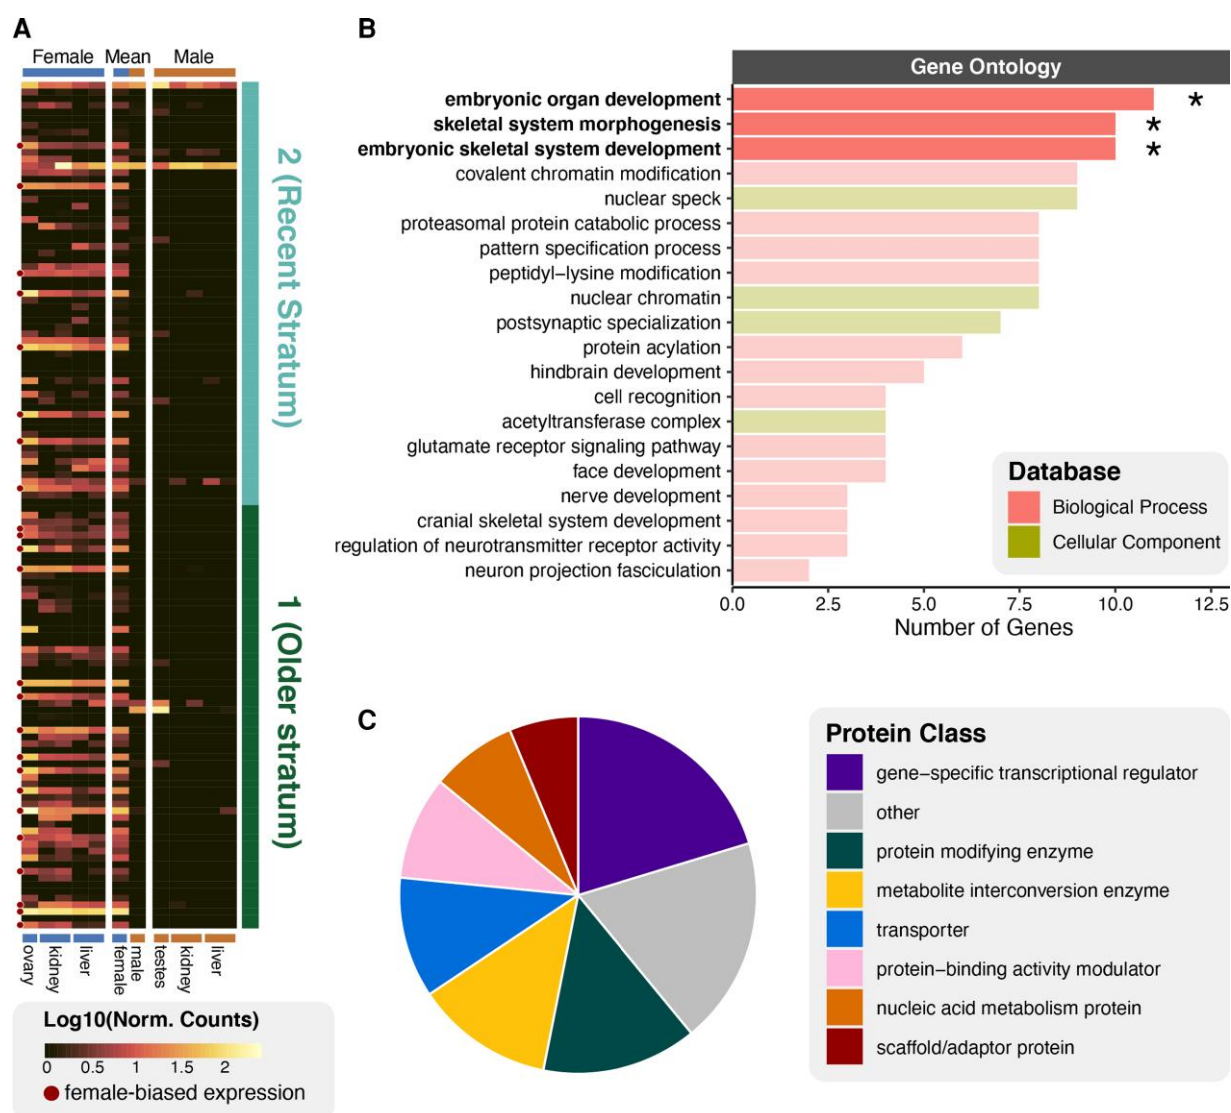 A
Female Mean Male
2 (Recent Stratum)
1 (Older stratum)
ovary kidney liver female male testes kidney liver
Log10(Norm. Counts)
0 0.5 1 1.5 2
female-biased expression
B
Gene Ontology
embryonic organ development *
skeletal system morphogenesis *
embryonic skeletal system development *
covalent chromatin modification
nuclear speck
proteasomal protein catabolic process
pattern specification process
peptidyl-lysine modification
nuclear chromatin
postsynaptic specialization
protein acylation
hindbrain development
cell recognition
acetyltransferase complex
glutamate receptor signaling pathway
face development
nerve development
cranial skeletal system development
regulation of neurotransmitter receptor activity
neuron projection fasciculation
0.0 2.5 5.0 7.5 10.0 12.5
Number of Genes
Database
Biological Process
Cellular Component
C
Protein Class
gene-specific transcriptional regulator
other
protein modifying enzyme
metabolite interconversion enzyme
transporter
protein-binding activity modulator
nucleic acid metabolism protein
scaffold/adaptor protein